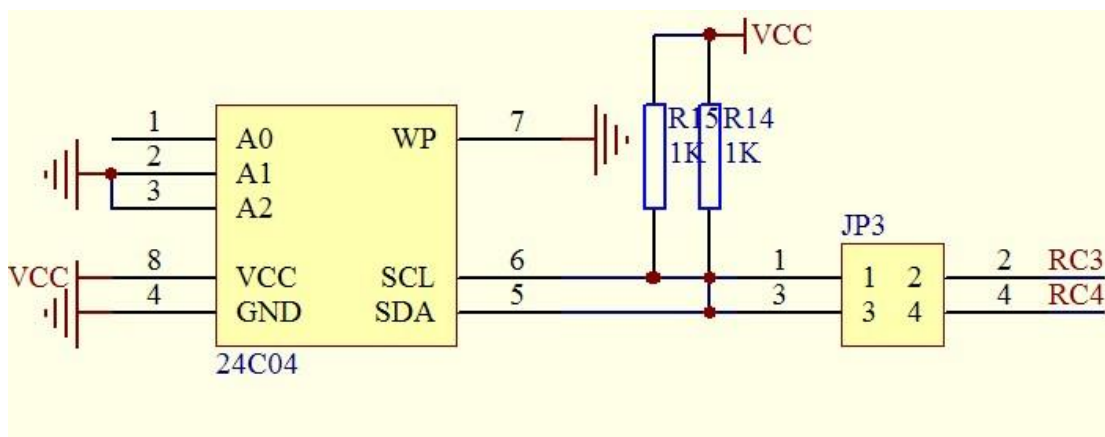 VCC
R15 R14
1 A0 WP 7
1K 1K
2 A1
3 A2
JP3
VCC 8 VCC SCL 6 1 1 2 2 RC3
4 GND SDA 5 3 3 4 4 RC4
24C04